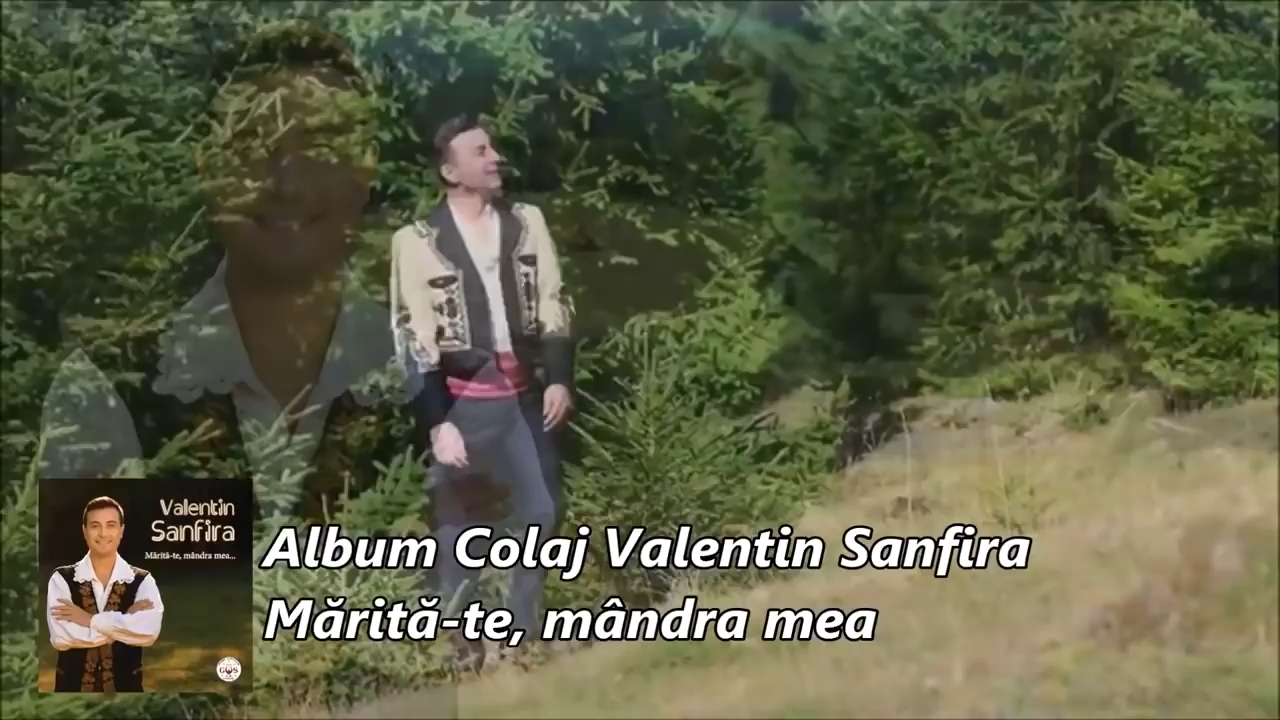 Valentin
Sanfira
Mărită-te, mândra mea...
Album Colaj Valentin Sanfira
Mărită-te, mândra mea